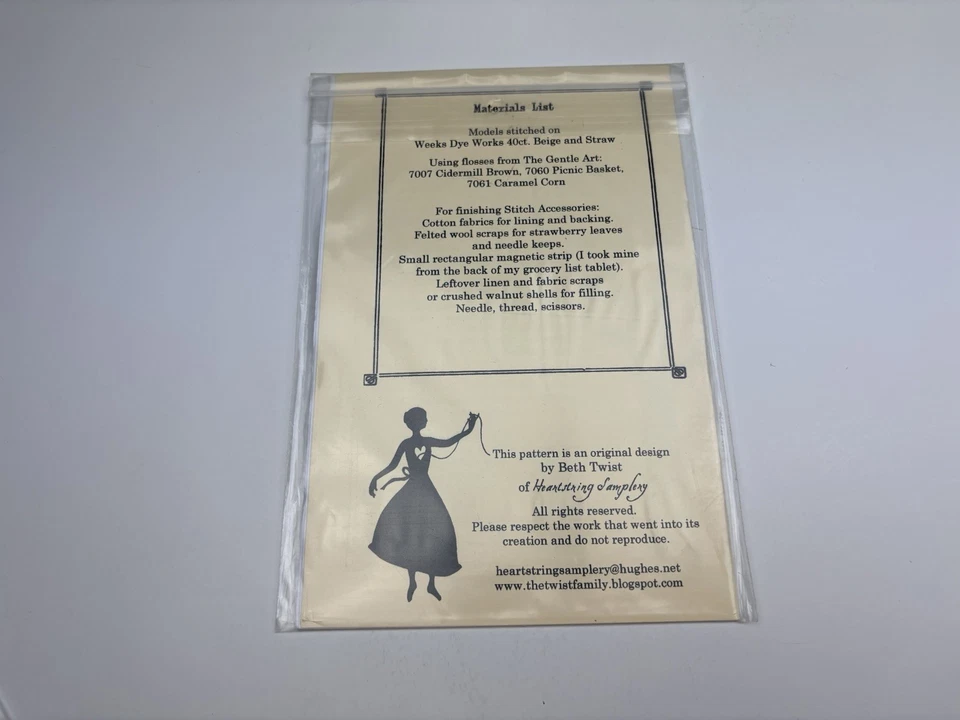 Materials List
Models stitched on
Weeks Dye Works 40ct. Beige and Straw
Using flosses from The Gentle Art:
7007 Cidermill Brown, 7060 Picnic Basket,
7061 Caramel Corn
For finishing Stitch Accessories:
Cotton fabrics for lining and backing.
Felted wool scraps for strawberry leaves
and needle keeps.
Small rectangular magnetic strip (I took mine
from the back of my grocery list tablet).
Leftover linen and fabric scraps
or crushed walnut shells for filling.
Needle, thread, scissors.
This pattern is an original design
by Beth Twist
of Heartstring Samplery
All rights reserved.
Please respect the work that went into its
creation and do not reproduce.
heartstringsamplery@hughes.net
www.thetwistfamily.blogspot.com